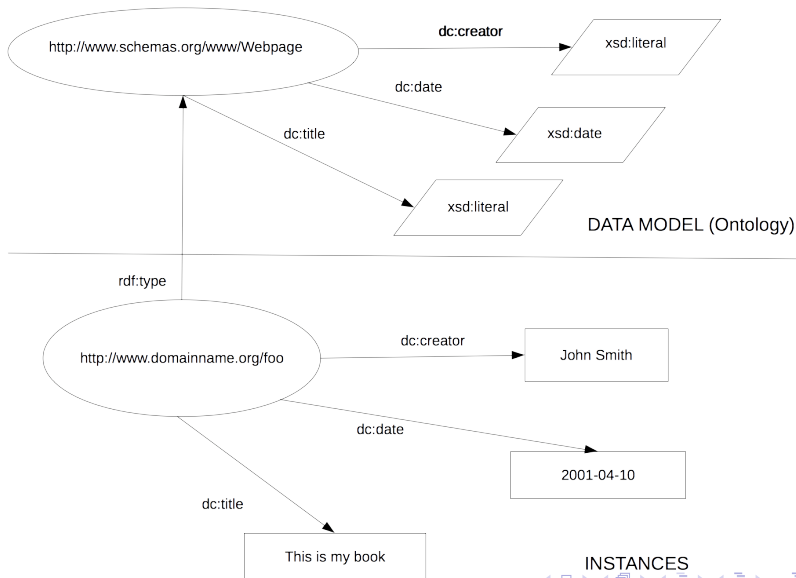 http://www.schemas.org/www/Webpage
dc:creator
xsd:literal
dc:date
xsd:date
dc:title
xsd:literal
DATA MODEL (Ontology)
rdf:type
http://www.domainname.org/foo
dc:creator
John Smith
dc:date
2001-04-10
dc:title
This is my book
INSTANCES